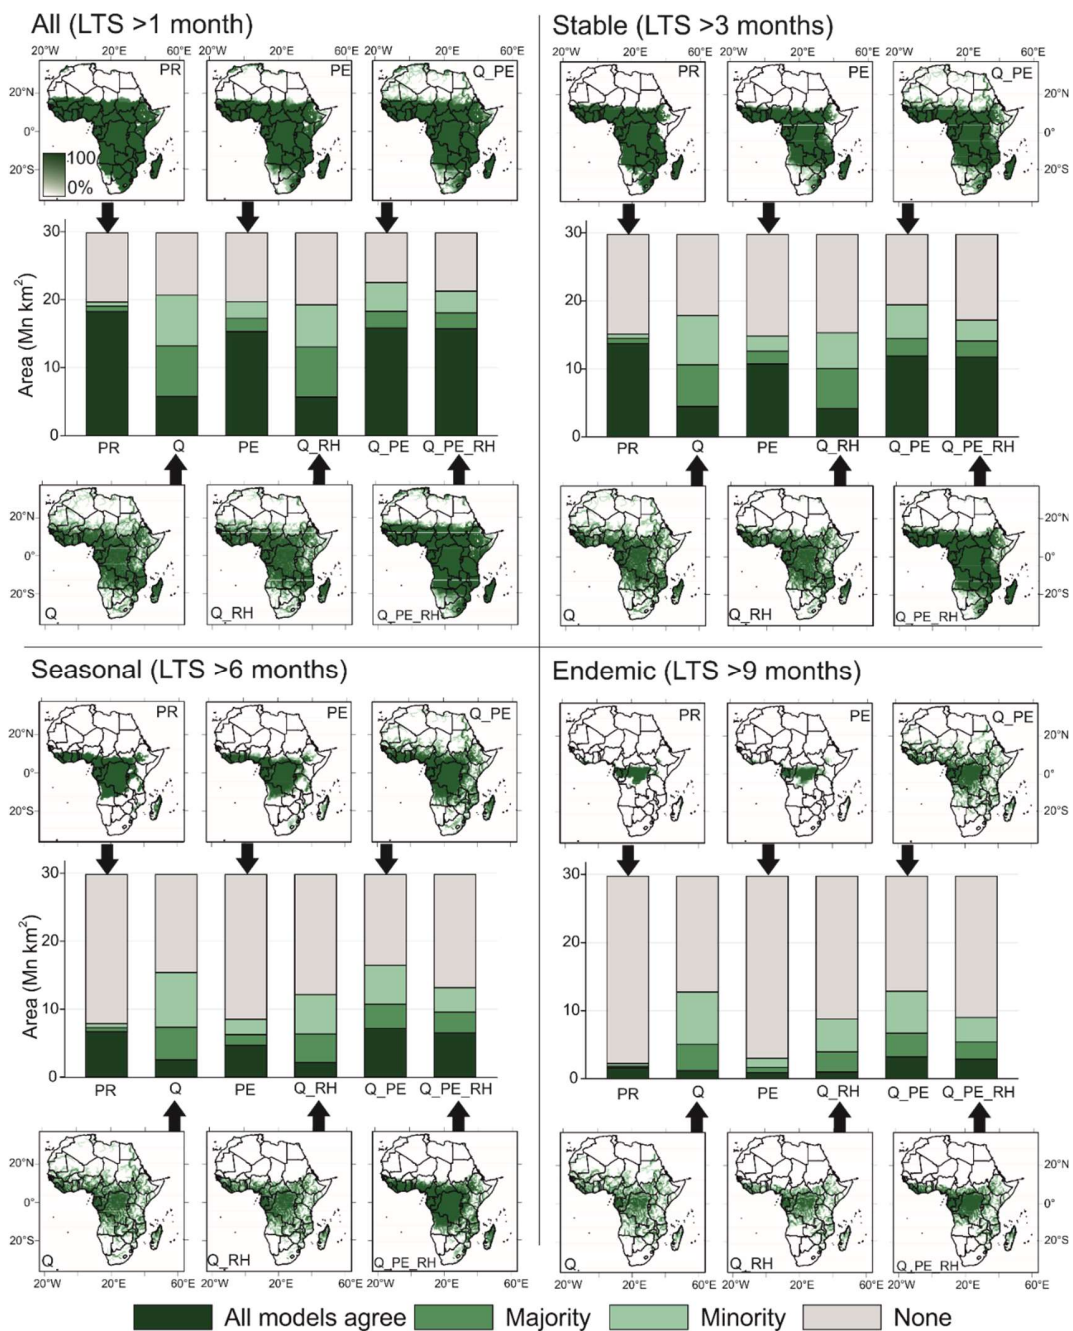 All (LTS >1 month)
20°W 20°E 60°E 20°W 20°E 60°E 20°W 20°E 60°E
PR PE Q_PE
20°N
0°
20°S
100
0%
30
20
10
0
Area (Mn km²)
PR Q PE Q_RH Q_PE Q_PE_RH
20°N
0°
20°S
Q Q_RH Q_PE_RH
Stable (LTS >3 months)
20°W 20°E 60°E 20°W 20°E 60°E 20°W 20°E 60°E
PR PE Q_PE
20°N
0°
20°S
30
20
10
0
PR Q PE Q_RH Q_PE Q_PE_RH
20°N
0°
20°S
Q Q_RH Q_PE_RH
Seasonal (LTS >6 months)
PR PE Q_PE
20°N
0°
20°S
30
20
10
0
Area (Mn km²)
PR Q PE Q_RH Q_PE Q_PE_RH
20°N
0°
20°S
Q Q_RH Q_PE_RH
20°W 20°E 60°E 20°W 20°E 60°E 20°W 20°E 60°E
Endemic (LTS >9 months)
PR PE Q_PE
20°N
0°
20°S
30
20
10
0
PR Q PE Q_RH Q_PE Q_PE_RH
20°N
0°
20°S
Q Q_RH Q_PE_RH
20°W 20°E 60°E 20°W 20°E 60°E 20°W 20°E 60°E
All models agree Majority Minority None